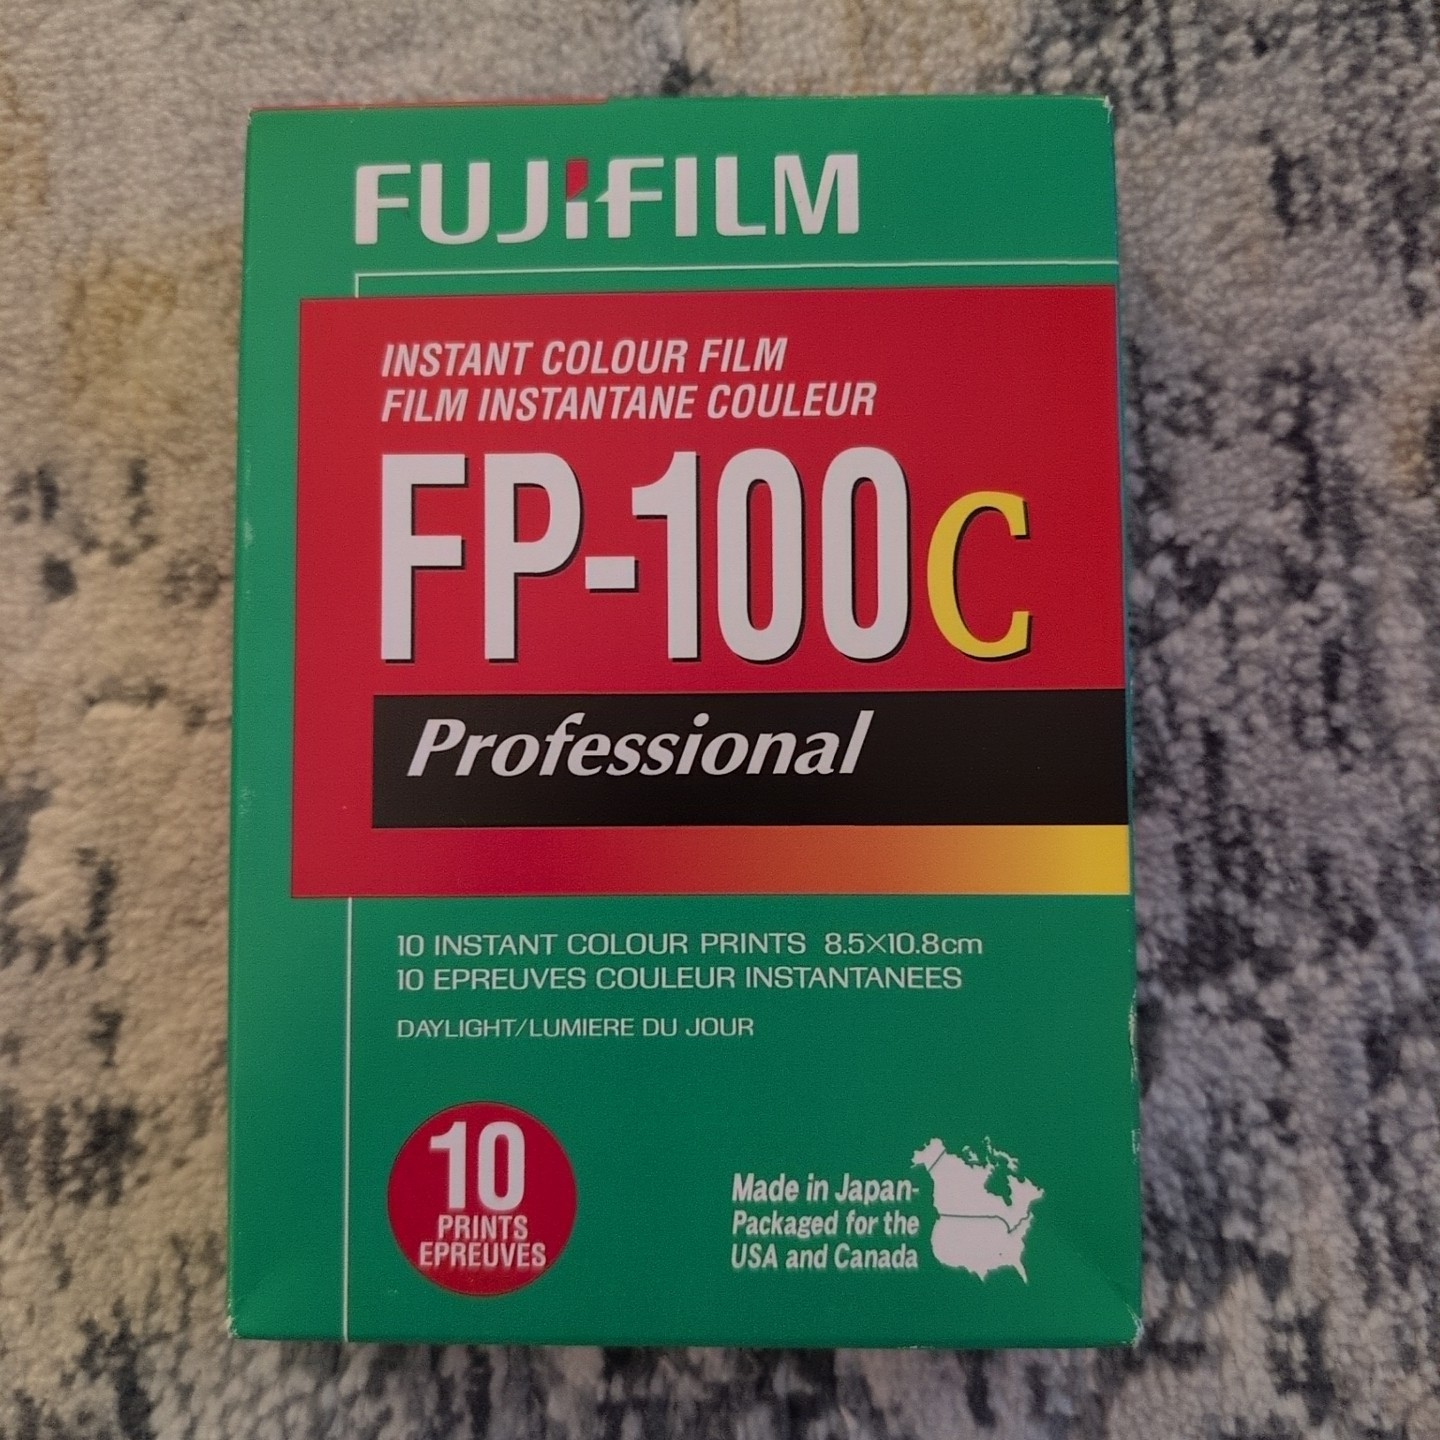 FUJIFILM
INSTANT COLOUR FILM
FILM INSTANTANE COULEUR
FP-100C
Professional
10 INSTANT COLOUR PRINTS 8.5×10.8cm
10 EPREUVES COULEUR INSTANTANEES
DAYLIGHT/LUMIERE DU JOUR
10
PRINTS
EPREUVES
Made in Japan-
Packaged for the
USA and Canada